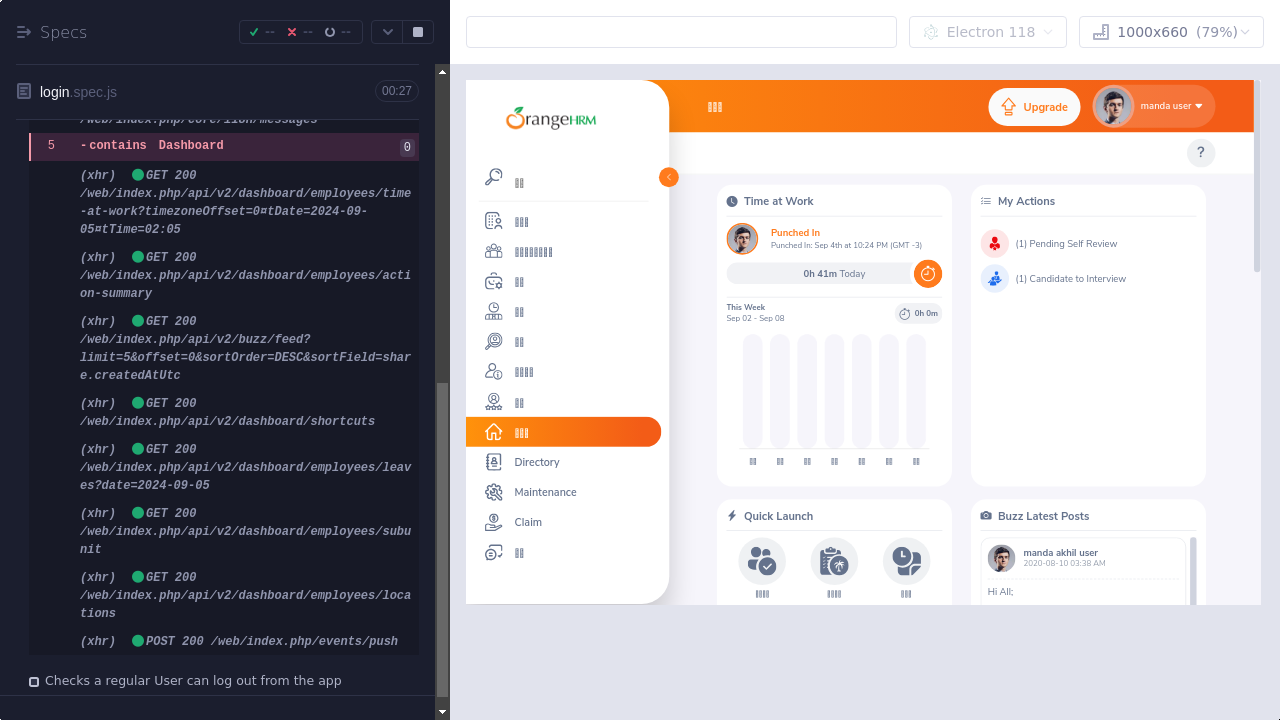 Specs
--
--
--
Electron 118
1000x660 (79%)
login.spec.js
00:27
/web/index.php/core/i18n/messages
5 -contains Dashboard 0
(xhr) GET 200
/web/index.php/api/v2/dashboard/employees/time
-at-work?timezoneOffset=0¤tDate=2024-09-
05¤tTime=02:05
(xhr) GET 200
/web/index.php/api/v2/dashboard/employees/acti
on-summary
(xhr) GET 200
/web/index.php/api/v2/buzz/feed?
limit=5&offset=0&sortOrder=DESC&sortField=shar
e.createdAtUtc
(xhr) GET 200
/web/index.php/api/v2/dashboard/shortcuts
(xhr) GET 200
/web/index.php/api/v2/dashboard/employees/leav
es?date=2024-09-05
(xhr) GET 200
/web/index.php/api/v2/dashboard/employees/subu
nit
(xhr) GET 200
/web/index.php/api/v2/dashboard/employees/loca
tions
(xhr) POST 200 /web/index.php/events/push
Checks a regular User can log out from the app
OrangeHRM
Directory
Maintenance
Claim
Upgrade
manda user
?
Time at Work
Punched In
Punched In: Sep 4th at 10:24 PM (GMT -3)
0h 41m Today
This Week
Sep 02 - Sep 08
0h 0m
My Actions
(1) Pending Self Review
(1) Candidate to Interview
Quick Launch
Buzz Latest Posts
manda akhil user
2020-08-10 03:38 AM
Hi All;